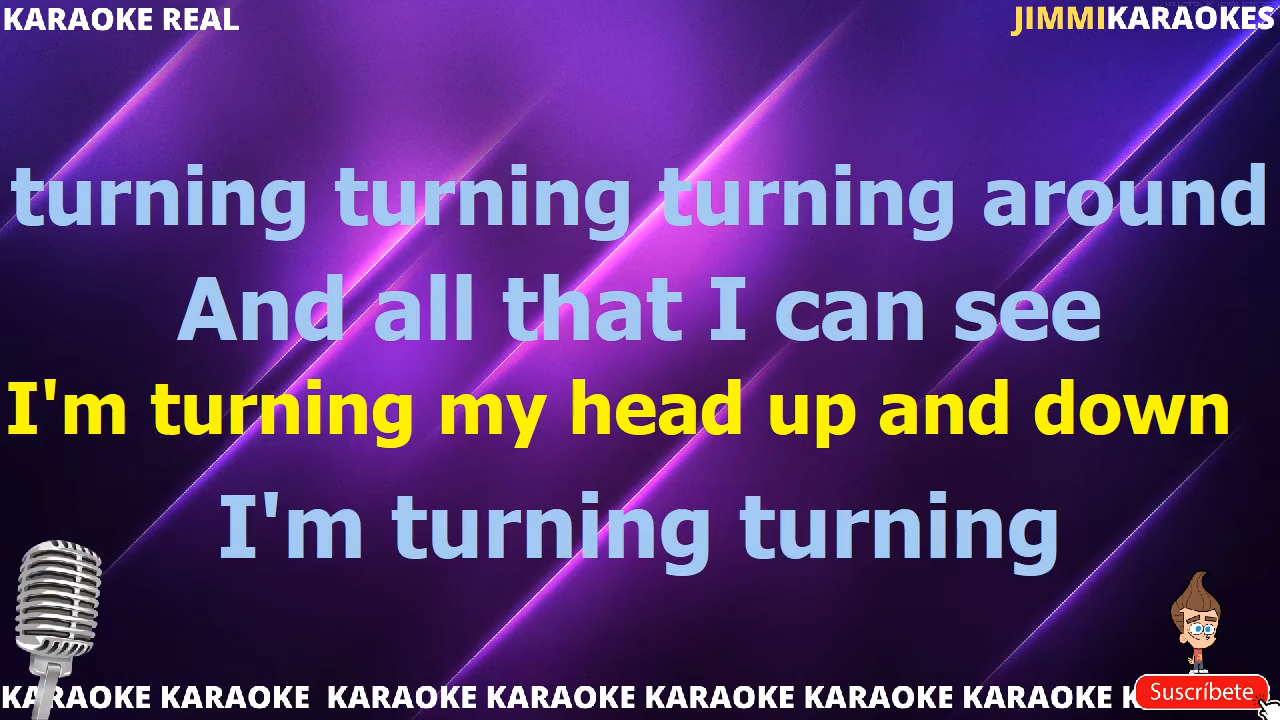 KARAOKE REAL
JIMMIKARAOKES
turning turning turning around
And all that I can see
I'm turning my head up and down
I'm turning turning
KARAOKE KARAOKE KARAOKE KARAOKE KARAOKE KARAOKE KARAOKE
Suscríbete